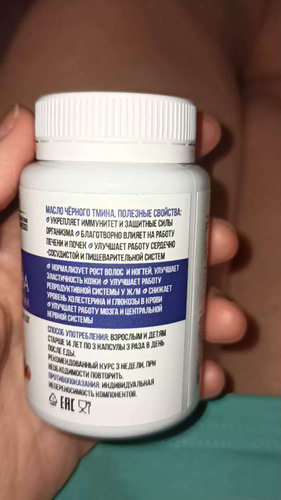 МАСЛО ЧЁРНОГО ТМИНА, ПОЛЕЗНЫЕ СВОЙСТВА:
УКРЕПЛЯЕТ ИММУНИТЕТ И ЗАЩИТНЫЕ СИЛЫ
ОРГАНИЗМА БЛАГОТВОРНО ВЛИЯЕТ НА РАБОТУ
ПЕЧЕНИ И ПОЧЕК УЛУЧШАЕТ РАБОТУ СЕРДЕЧНО
-СОСУДИСТОЙ И ПИЩЕВАРИТЕЛЬНОЙ СИСТЕМ
НОРМАЛИЗУЕТ РОСТ ВОЛОС И НОГТЕЙ, УЛУЧШАЕТ
ЭЛАСТИЧНОСТЬ КОЖИ УЛУЧШАЕТ РАБОТУ
РЕПРОДУКТИВНОЙ СИСТЕМЫ У Ж/М СНИЖАЕТ
УРОВЕНЬ ХОЛЕСТЕРИНА И ГЛЮКОЗЫ В КРОВИ
УЛУЧШАЕТ РАБОТУ МОЗГА И ЦЕНТРАЛЬНОЙ
НЕРВНОЙ СИСТЕМЫ
СПОСОБ УПОТРЕБЛЕНИЯ: ВЗРОСЛЫМ И ДЕТЯМ
СТАРШЕ 14 ЛЕТ ПО 3 КАПСУЛЫ 3 РАЗА В ДЕНЬ
ПОСЛЕ ЕДЫ.
РЕКОМЕНДОВАННЫЙ КУРС 3 НЕДЕЛИ, ПРИ
НЕОБХОДИМОСТИ ПОВТОРИТЬ.
ПРОТИВОПОКАЗАНИЯ: ИНДИВИДУАЛЬНАЯ
НЕПЕРЕНОСИМОСТЬ КОМПОНЕНТОВ.
EAC